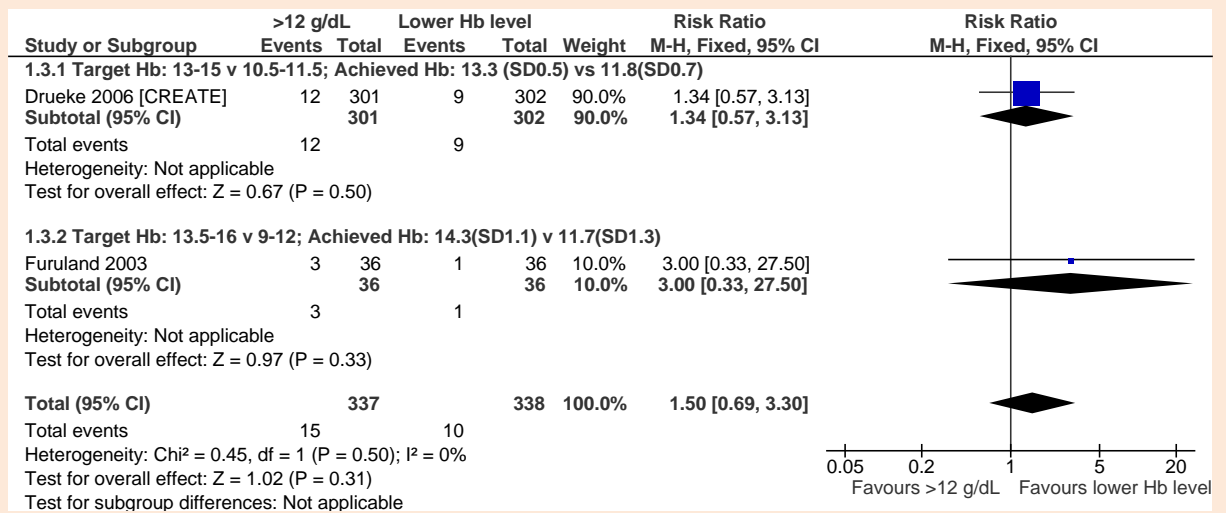 >12 g/dL Lower Hb level Risk Ratio Risk Ratio
Study or Subgroup Events Total Events Total Weight M-H, Fixed, 95% CI M-H, Fixed, 95% CI
1.3.1 Target Hb: 13-15 v 10.5-11.5; Achieved Hb: 13.3 (SD0.5) vs 11.8(SD0.7)
Drueke 2006 [CREATE] 12 301 9 302 90.0% 1.34 [0.57, 3.13]
Subtotal (95% CI) 301 302 90.0% 1.34 [0.57, 3.13]
Total events 12 9
Heterogeneity: Not applicable
Test for overall effect: Z = 0.67 (P = 0.50)
1.3.2 Target Hb: 13.5-16 v 9-12; Achieved Hb: 14.3(SD1.1) v 11.7(SD1.3)
Furuland 2003 3 36 1 36 10.0% 3.00 [0.33, 27.50]
Subtotal (95% CI) 36 36 10.0% 3.00 [0.33, 27.50]
Total events 3 1
Heterogeneity: Not applicable
Test for overall effect: Z = 0.97 (P = 0.33)
Total (95% CI) 337 338 100.0% 1.50 [0.69, 3.30]
Total events 15 10
Heterogeneity: Chi² = 0.45, df = 1 (P = 0.50); I² = 0%
Test for overall effect: Z = 1.02 (P = 0.31)
Test for subgroup differences: Not applicable
0.05 0.2 1 5 20
Favours >12 g/dL Favours lower Hb level